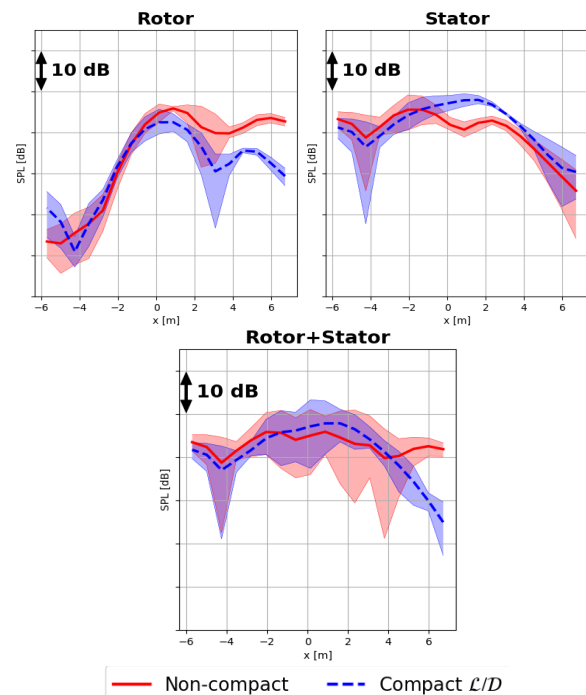 Rotor
10 dB
SPL [dB]
−6 −4 −2 0 2 4 6
x [m]
Stator
10 dB
SPL [dB]
−6 −4 −2 0 2 4 6
x [m]
Rotor+Stator
10 dB
SPL [dB]
−6 −4 −2 0 2 4 6
x [m]
Non-compact
Compact ℒ/𝒟